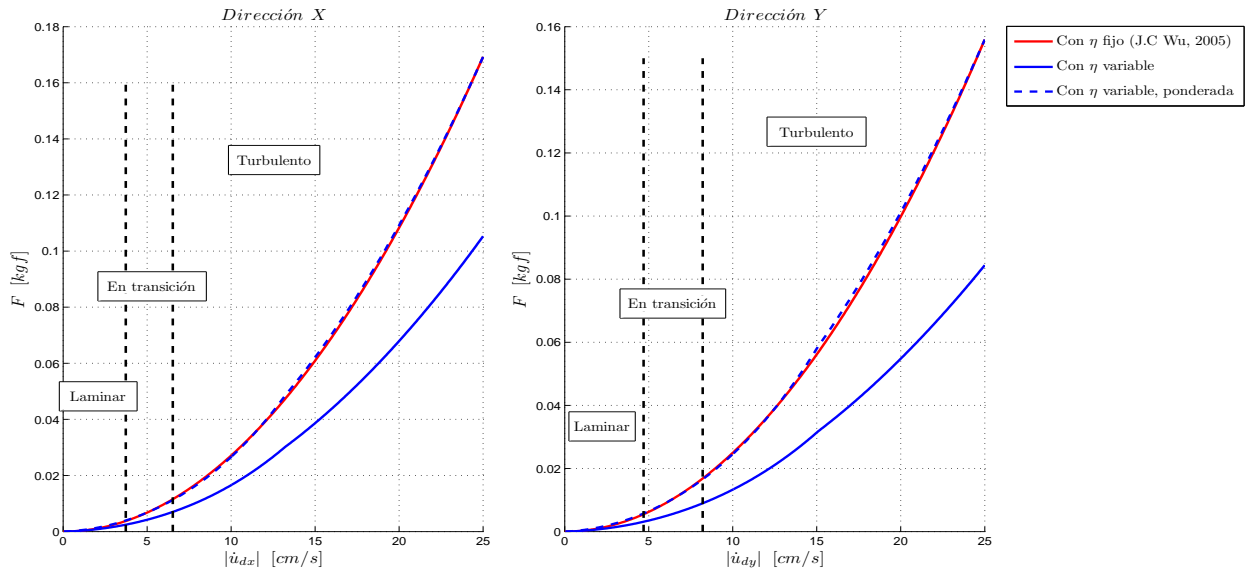 Dirección X
0.18
0.16
0.14
0.12
0.1
0.08
0.06
0.04
0.02
0
F [kgf]
Turbulento
En transición
Laminar
0 5 10 15 20 25
|u̇dx| [cm/s]
Dirección Y
0.16
0.14
0.12
0.1
0.08
0.06
0.04
0.02
0
F [kgf]
Turbulento
En transición
Laminar
0 5 10 15 20 25
|u̇dy| [cm/s]
Con η fijo (J.C Wu, 2005)
Con η variable
Con η variable, ponderada